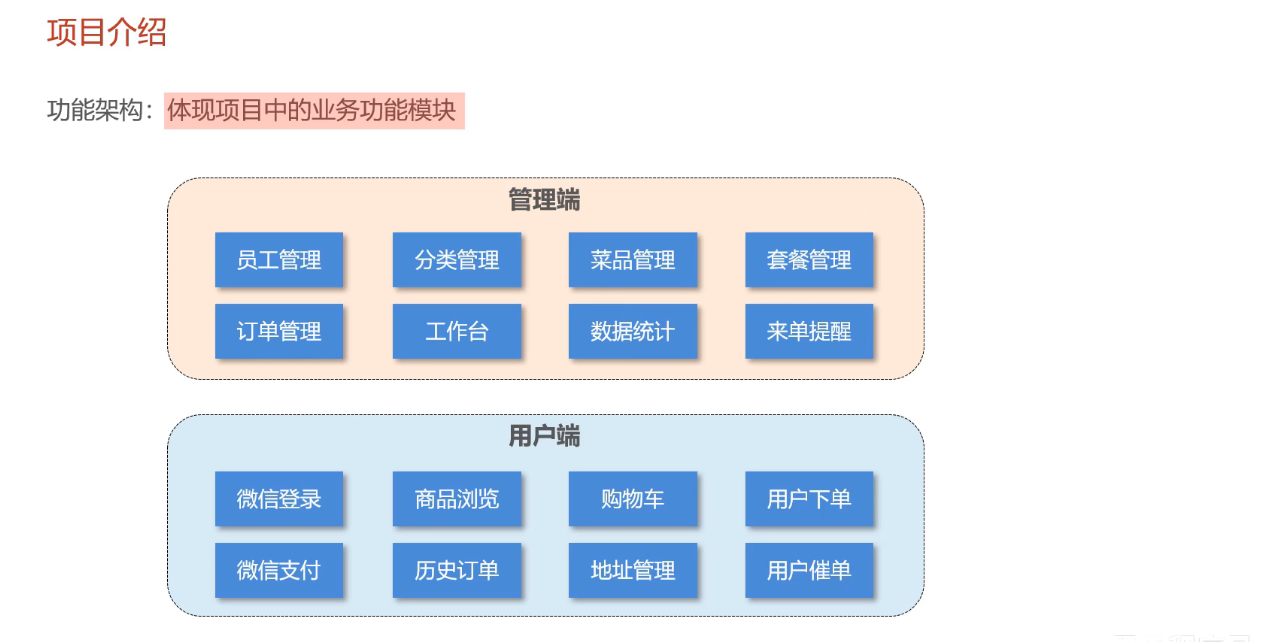 项目介绍
功能架构：体现项目中的业务功能模块
管理端
员工管理 分类管理 菜品管理 套餐管理
订单管理 工作台 数据统计 来单提醒
用户端
微信登录 商品浏览 购物车 用户下单
微信支付 历史订单 地址管理 用户催单